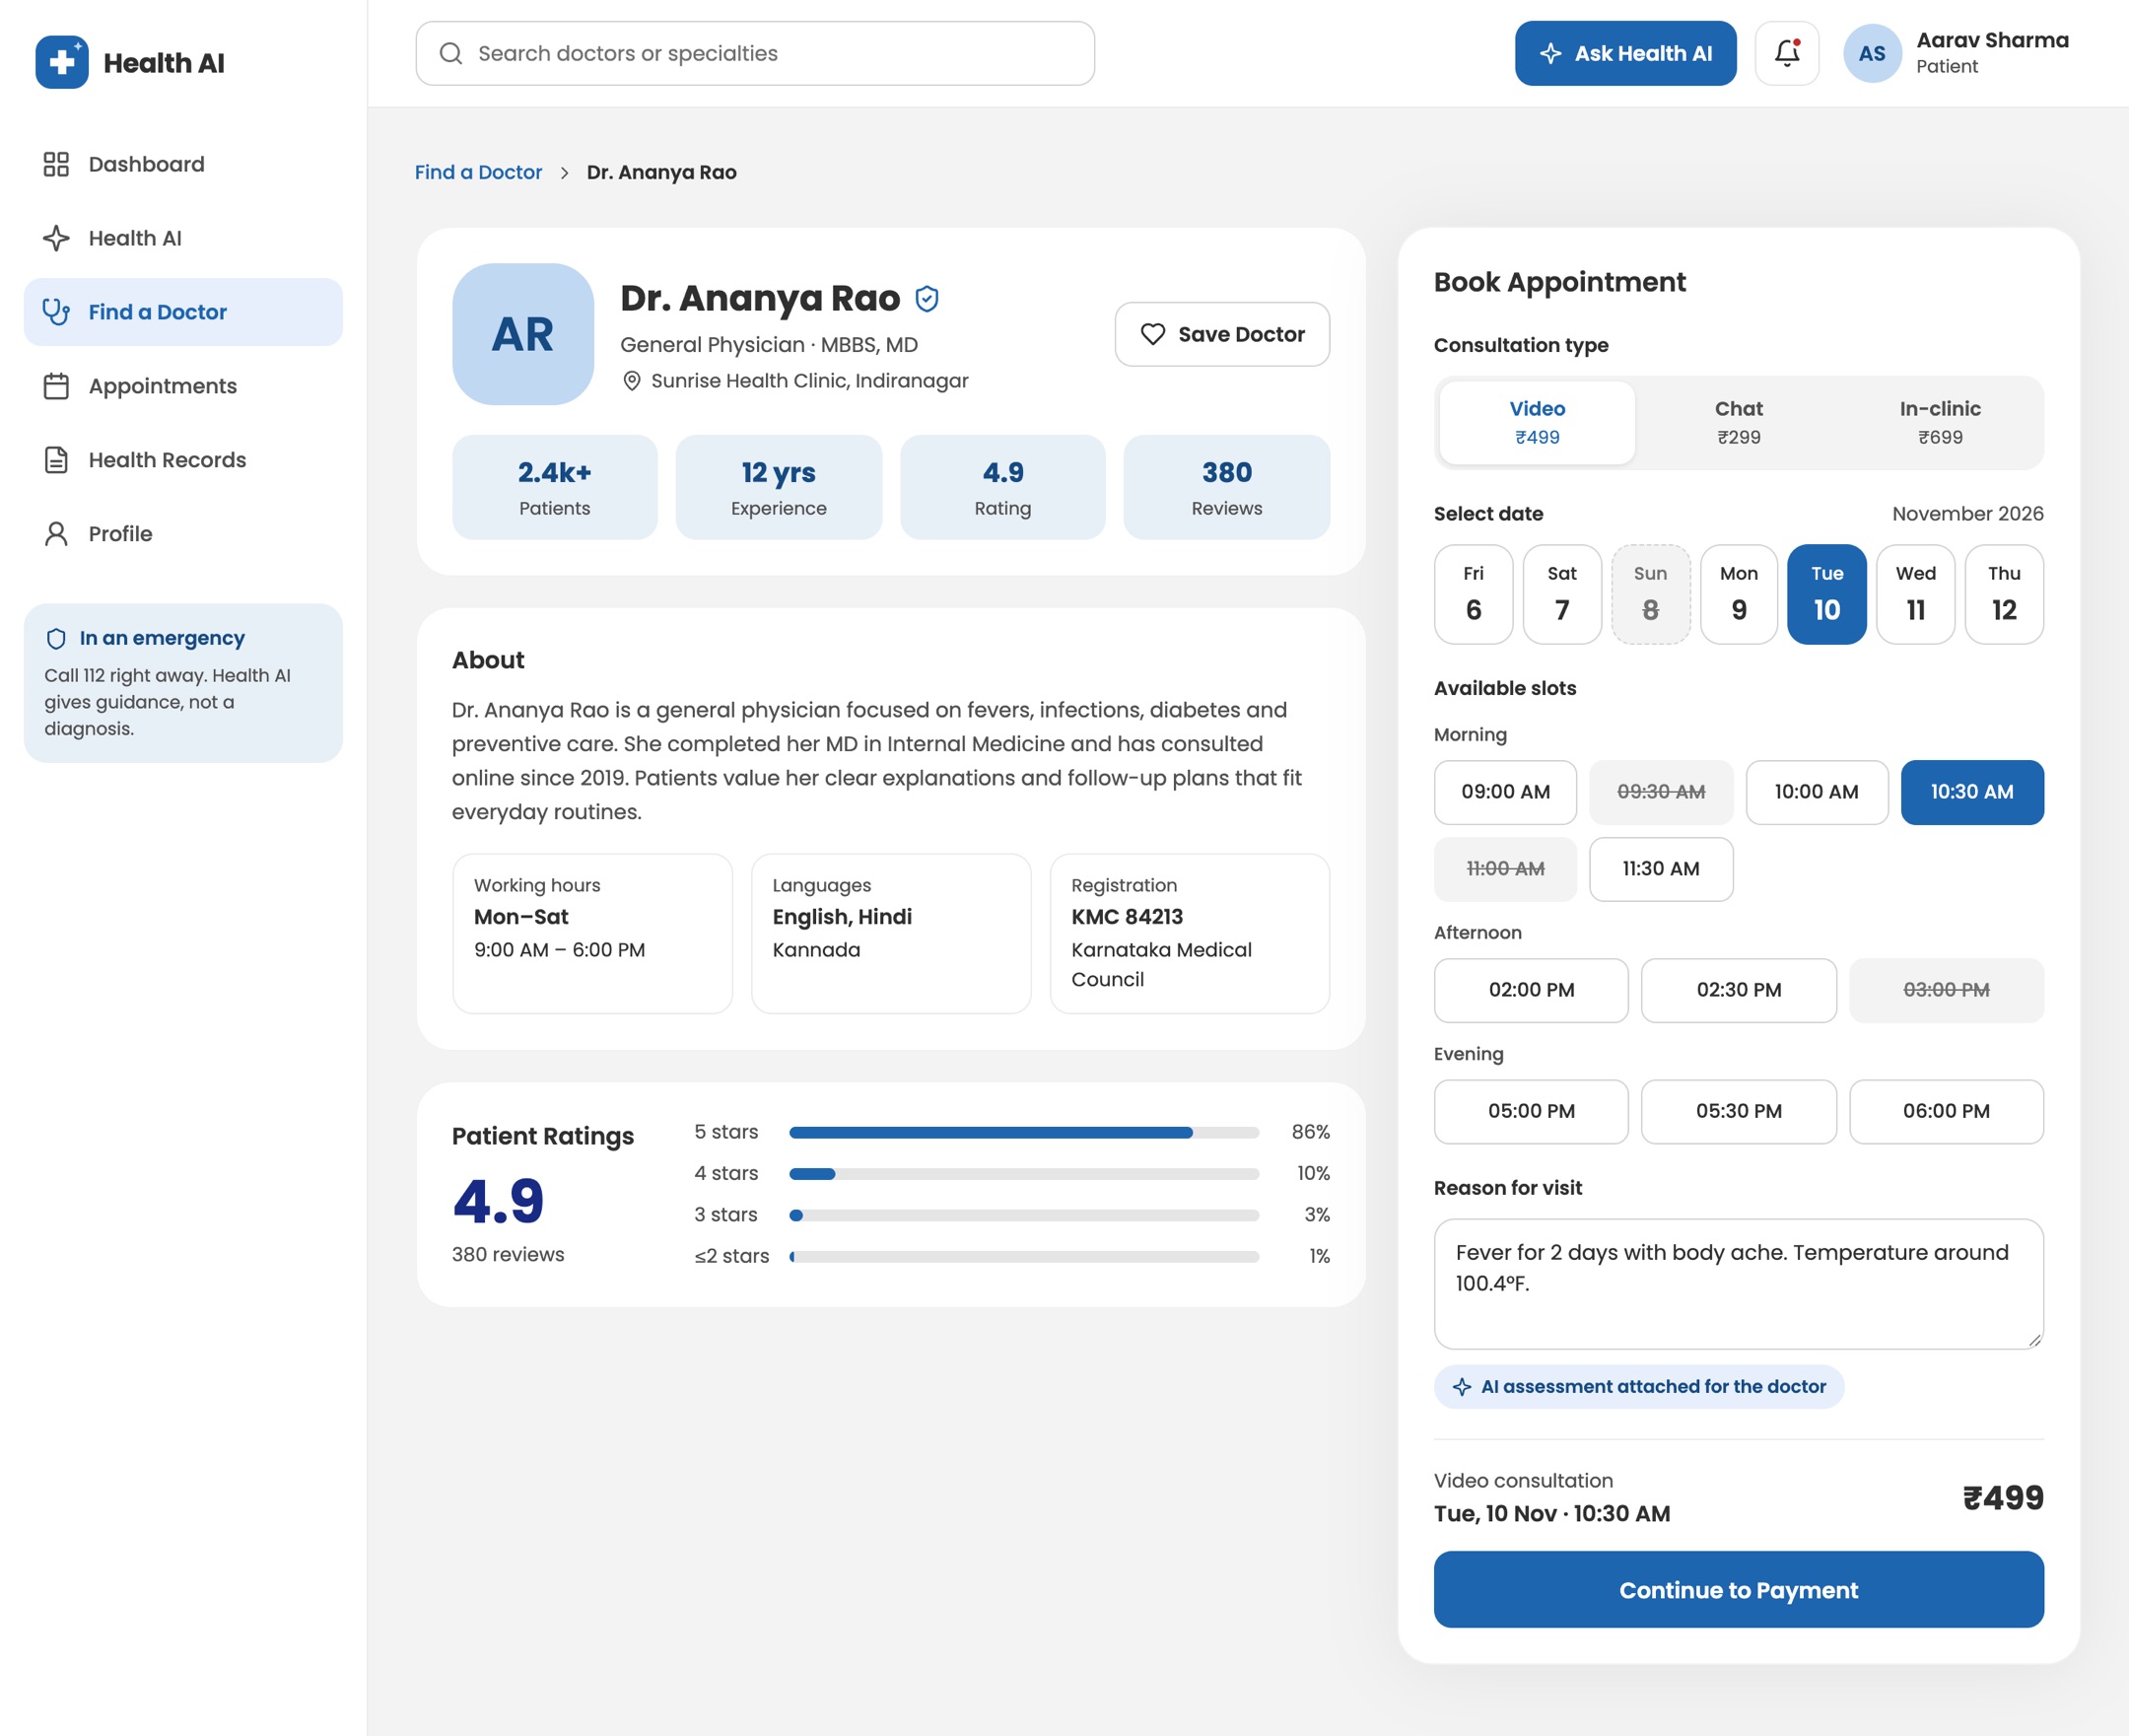 Health AI
Dashboard
Health AI
Find a Doctor
Appointments
Health Records
Profile
In an emergency
Call 112 right away. Health AI
gives guidance, not a
diagnosis.
Search doctors or specialties
Ask Health AI
AS
Aarav Sharma
Patient
Find a Doctor > Dr. Ananya Rao
AR
Dr. Ananya Rao
General Physician · MBBS, MD
Sunrise Health Clinic, Indiranagar
Save Doctor
2.4k+
Patients
12 yrs
Experience
4.9
Rating
380
Reviews
About
Dr. Ananya Rao is a general physician focused on fevers, infections, diabetes and
preventive care. She completed her MD in Internal Medicine and has consulted
online since 2019. Patients value her clear explanations and follow-up plans that fit
everyday routines.
Working hours
Mon–Sat
9:00 AM – 6:00 PM
Languages
English, Hindi
Kannada
Registration
KMC 84213
Karnataka Medical
Council
Patient Ratings
4.9
380 reviews
5 stars 86%
4 stars 10%
3 stars 3%
≤2 stars 1%
Book Appointment
Consultation type
Video
₹499
Chat
₹299
In-clinic
₹699
Select date November 2026
Fri
6
Sat
7
Sun
8
Mon
9
Tue
10
Wed
11
Thu
12
Available slots
Morning
09:00 AM 09:30 AM 10:00 AM 10:30 AM
11:00 AM 11:30 AM
Afternoon
02:00 PM 02:30 PM 03:00 PM
Evening
05:00 PM 05:30 PM 06:00 PM
Reason for visit
Fever for 2 days with body ache. Temperature around
100.4°F.
AI assessment attached for the doctor
Video consultation
Tue, 10 Nov · 10:30 AM
₹499
Continue to Payment